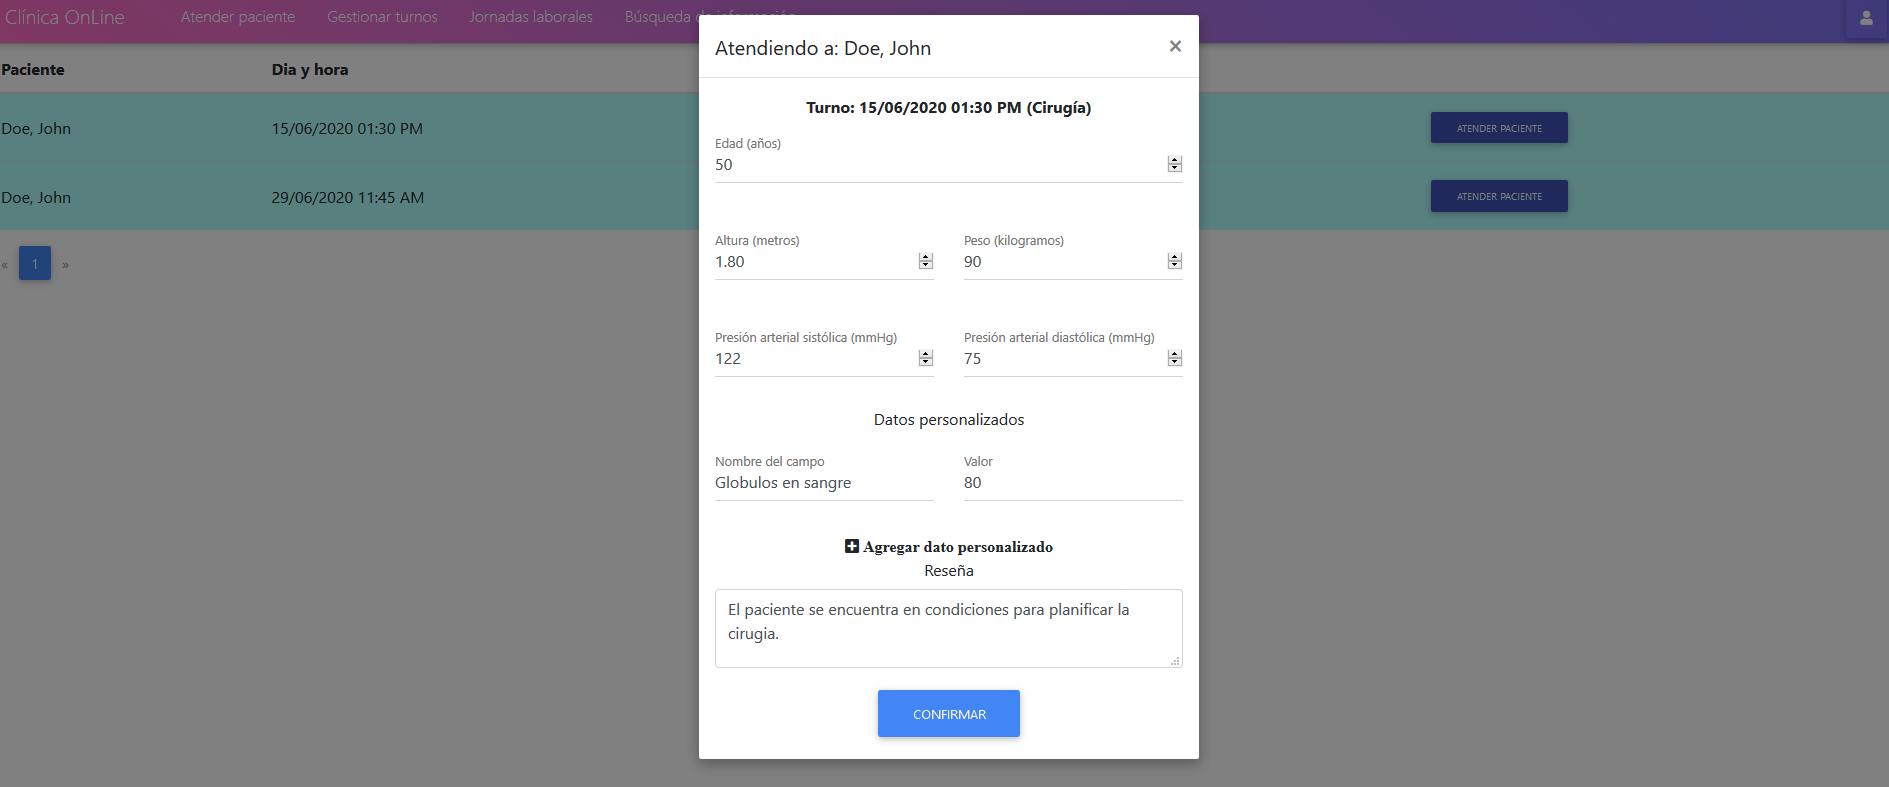 Clínica OnLine Atender paciente Gestionar turnos Jornadas laborales Búsqueda de información
Atendiendo a: Doe, John ×
Paciente Dia y hora
Turno: 15/06/2020 01:30 PM (Cirugía)
Doe, John 15/06/2020 01:30 PM ATENDER PACIENTE
Edad (años)
50
Doe, John 29/06/2020 11:45 AM ATENDER PACIENTE
« 1 »
Altura (metros) Peso (kilogramos)
1.80 90
Presión arterial sistólica (mmHg) Presión arterial diastólica (mmHg)
122 75
Datos personalizados
Nombre del campo Valor
Globulos en sangre 80
Agregar dato personalizado
Reseña
El paciente se encuentra en condiciones para planificar la
cirugia.
CONFIRMAR